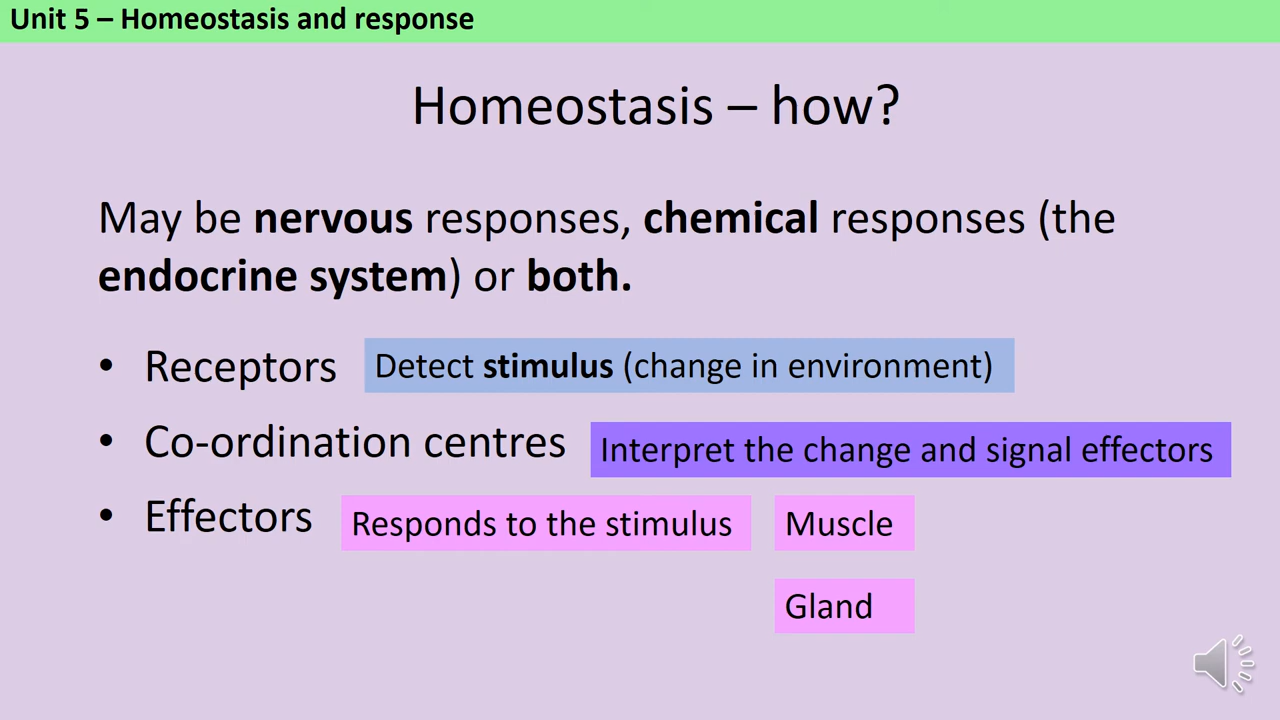 Unit 5 – Homeostasis and response
Homeostasis – how?
May be nervous responses, chemical responses (the
endocrine system) or both.
• Receptors Detect stimulus (change in environment)
• Co-ordination centres Interpret the change and signal effectors
• Effectors Responds to the stimulus Muscle
Gland